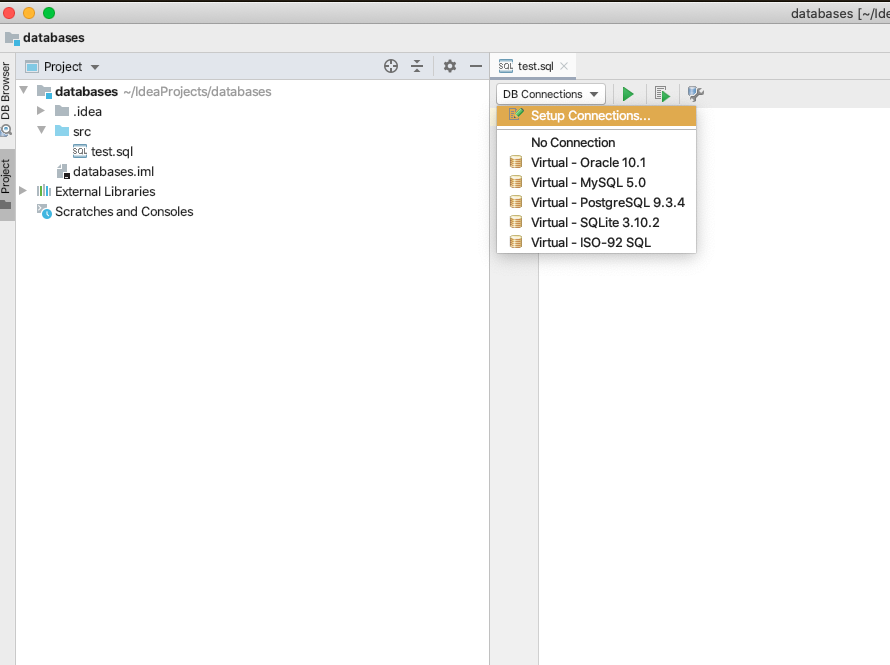 databases [~/Ide
databases
DB Browser
Project
Project
databases ~/IdeaProjects/databases
.idea
src
SQL test.sql
databases.iml
External Libraries
Scratches and Consoles
SQL test.sql
DB Connections
Setup Connections...
No Connection
Virtual - Oracle 10.1
Virtual - MySQL 5.0
Virtual - PostgreSQL 9.3.4
Virtual - SQLite 3.10.2
Virtual - ISO-92 SQL